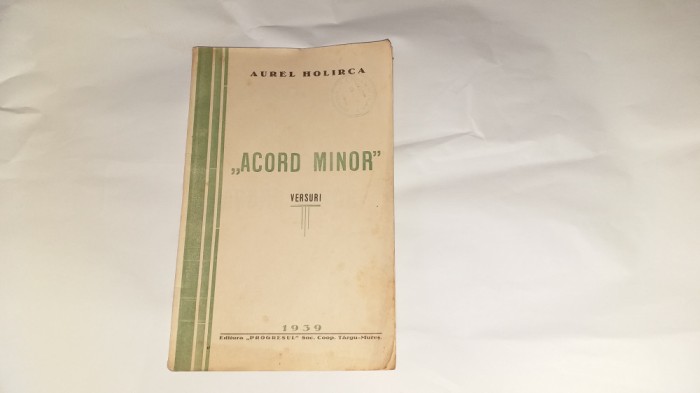 AUREL HOLIRCA
„ACORD MINOR”
VERSURI
1939
Editura „PROGRESUL” Soc. Coop. Târgu-Mureș